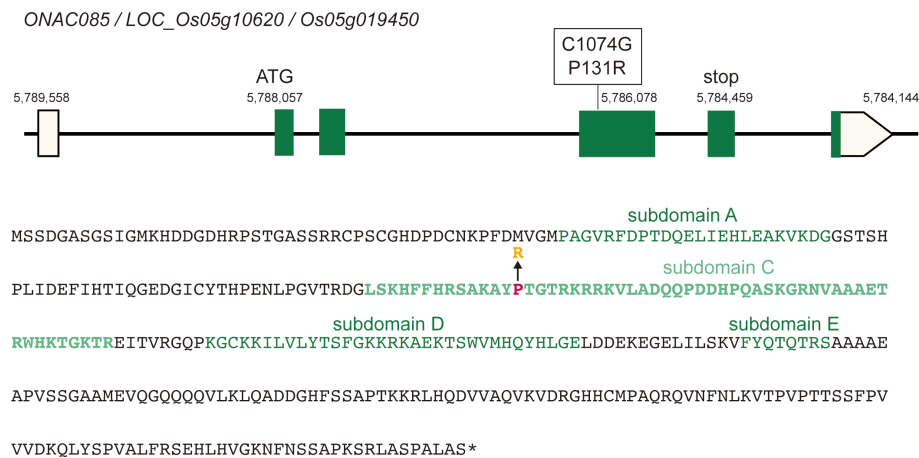 ONAC085 / LOC_Os05g10620 / Os05g019450
C1074G
P131R
ATG
stop
5,789,558 5,788,057 5,786,078 5,784,459 5,784,144
subdomain A
MSSDGASGSIGMKHDDGDHRPSTGASSRRCPSCGHDPDCNKPFDMVGMPAGVRFDPTDQELIEHLEAKVKDGGSTSH
R
subdomain C
PLIDEFIHTIQGEDGICYTHPENLPGVTRDGLSKHFFHRSAKAYPTGTRKRRKVLADQQPDDHPQASKGRNVAAAET
subdomain D
subdomain E
RWHKTGKTREITVRGQPKGCKKILVLYTSFGKKRKAEKTSWVMHQYHLGELDDEKEGELILSKVFYQTQTRSAAAAE
APVSSGAAMEVQGQQQQVLKLQADDGHFSSAPTKKRLHQDVVAQVKVDRGHHCMPAQRQVNFNLKVTPVPTTSSFPV
VVDKQLYSPVALFRSEHLHVGKNFNSSAPKSRLASPALAS*